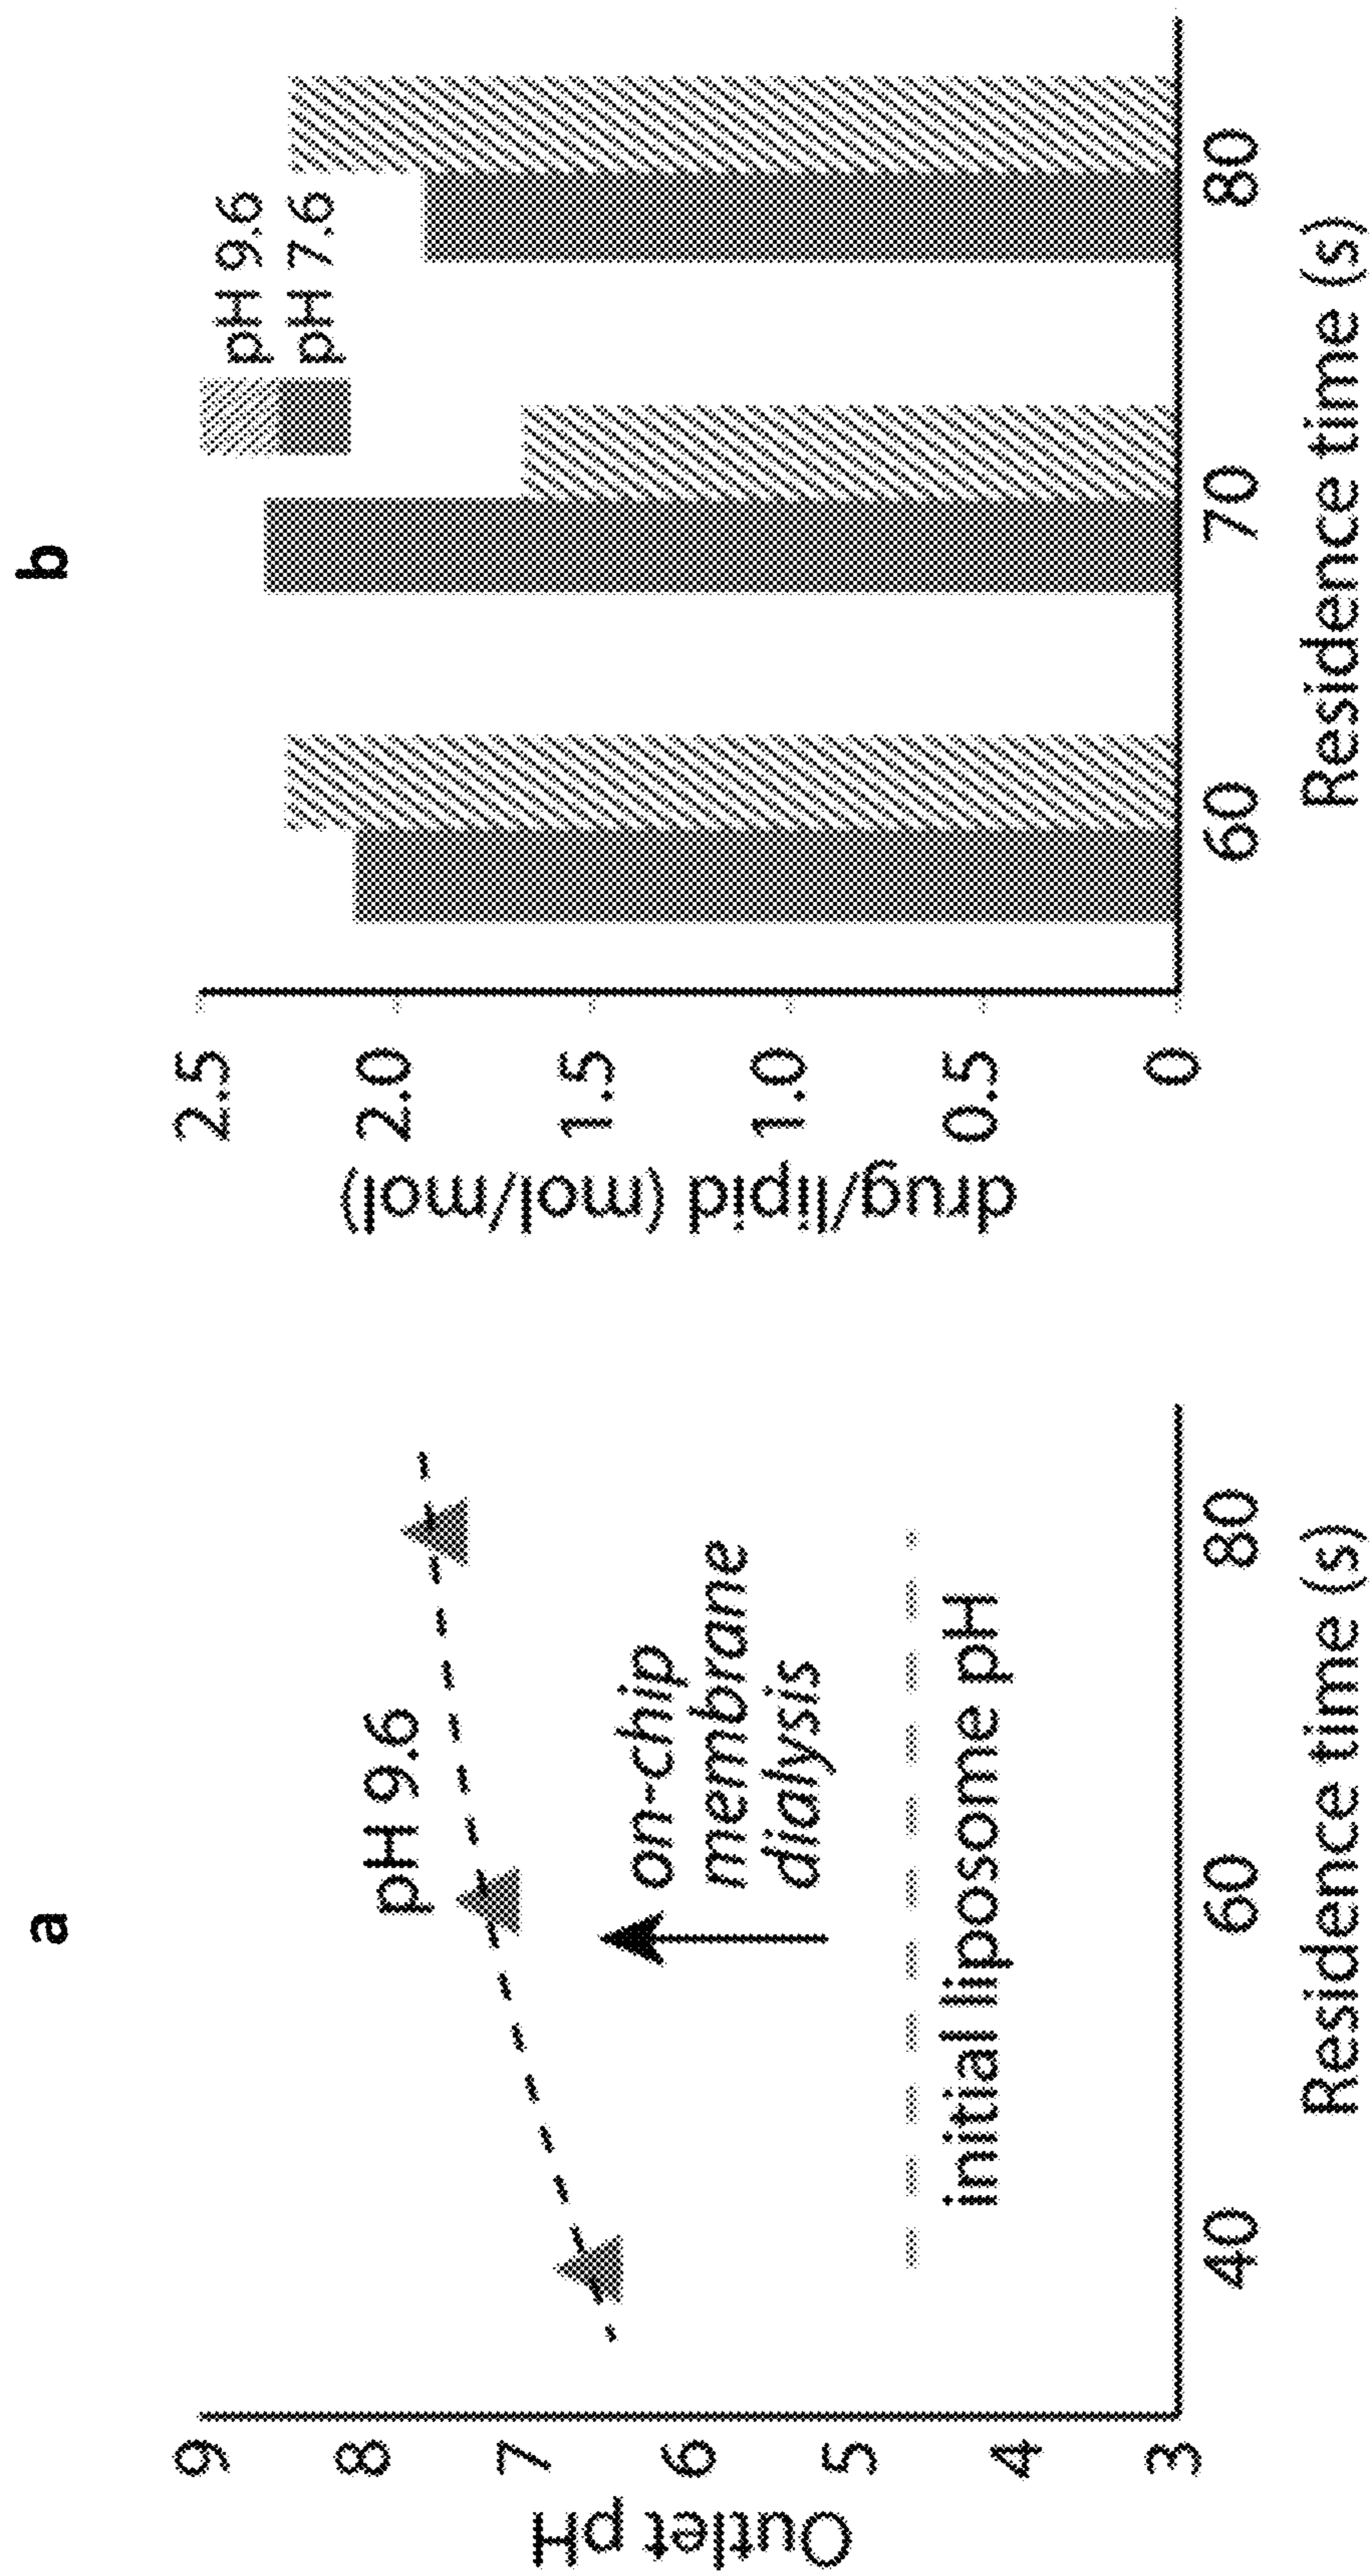 a
Outlet pH
9
8
7
6
5
4
3
pH 9.6
on-chip
membrane
dialysis
initial liposome pH
40
60
80
Residence time (s)
b
drug/lipid (mol/mol)
2.5
2.0
1.5
1.0
0.5
0
pH 9.6
pH 7.6
60
70
80
Residence time (s)